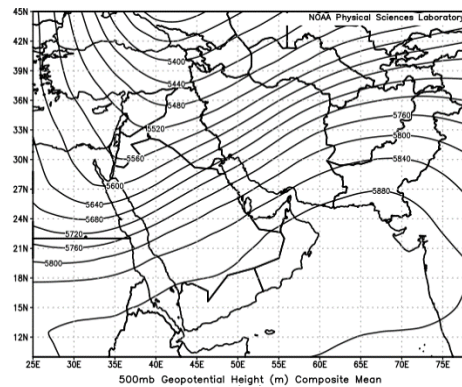 NOAA Physical Sciences Laboratory
45N
42N
39N
36N
33N
30N
27N
24N
21N
18N
15N
12N
5400
5440
5480
5520
5560
5600
5640
5680
5720
5760
5800
5760
5800
5840
5880
25E 30E 35E 40E 45E 50E 55E 60E 65E 70E 75E
500mb Geopotential Height (m) Composite Mean